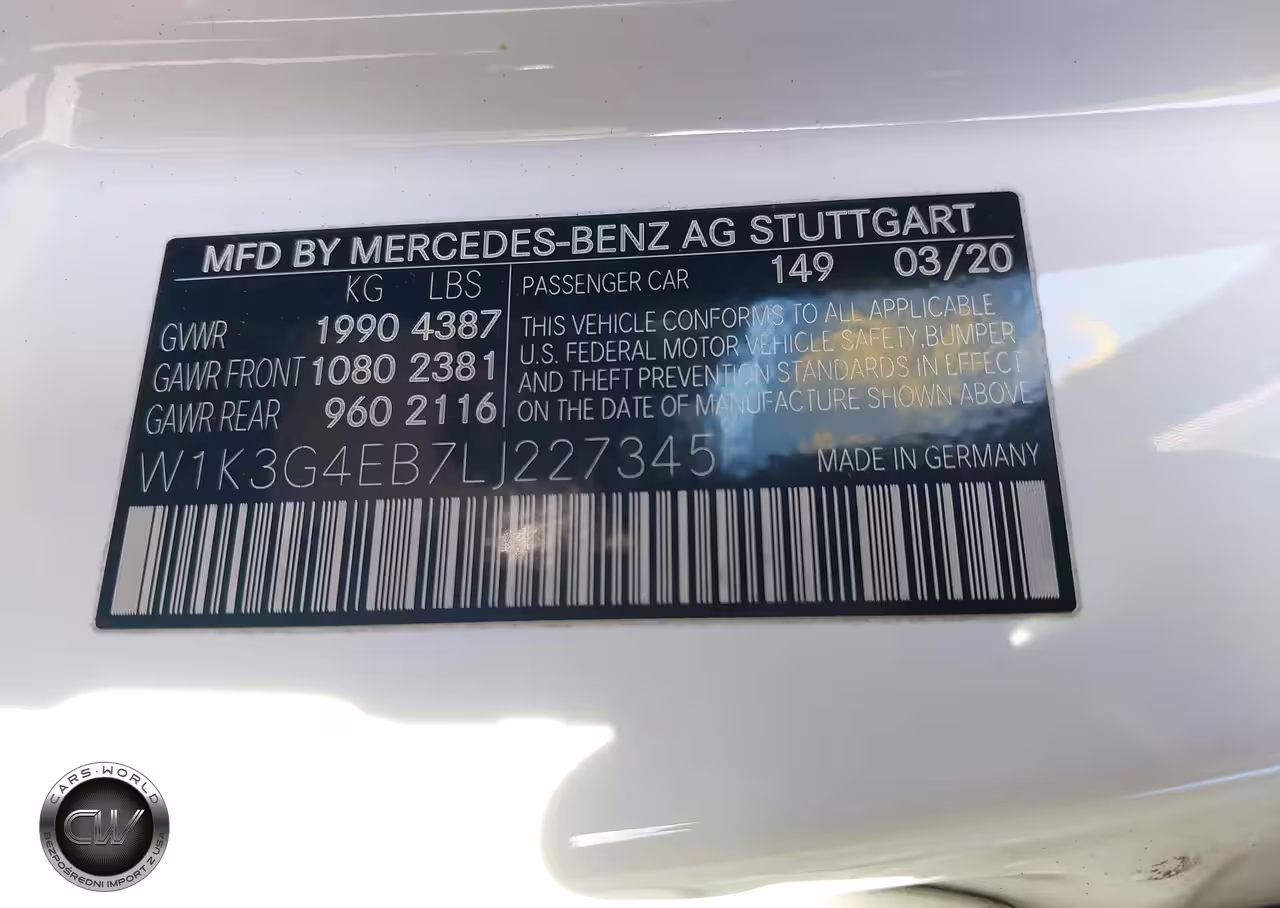 MFD BY MERCEDES-BENZ AG STUTTGART
KG LBS
GVWR 1990 4387
GAWR FRONT 1080 2381
GAWR REAR 960 2116
PASSENGER CAR 149 03/20
THIS VEHICLE CONFORMS TO ALL APPLICABLE
U.S. FEDERAL MOTOR VEHICLE SAFETY,BUMPER
AND THEFT PREVENTION STANDARDS IN EFFECT
ON THE DATE OF MANUFACTURE SHOWN ABOVE
W1K3G4EB7LJ227345
MADE IN GERMANY
CARS·WORLD
CW
BEZPOŚREDNI IMPORT Z USA